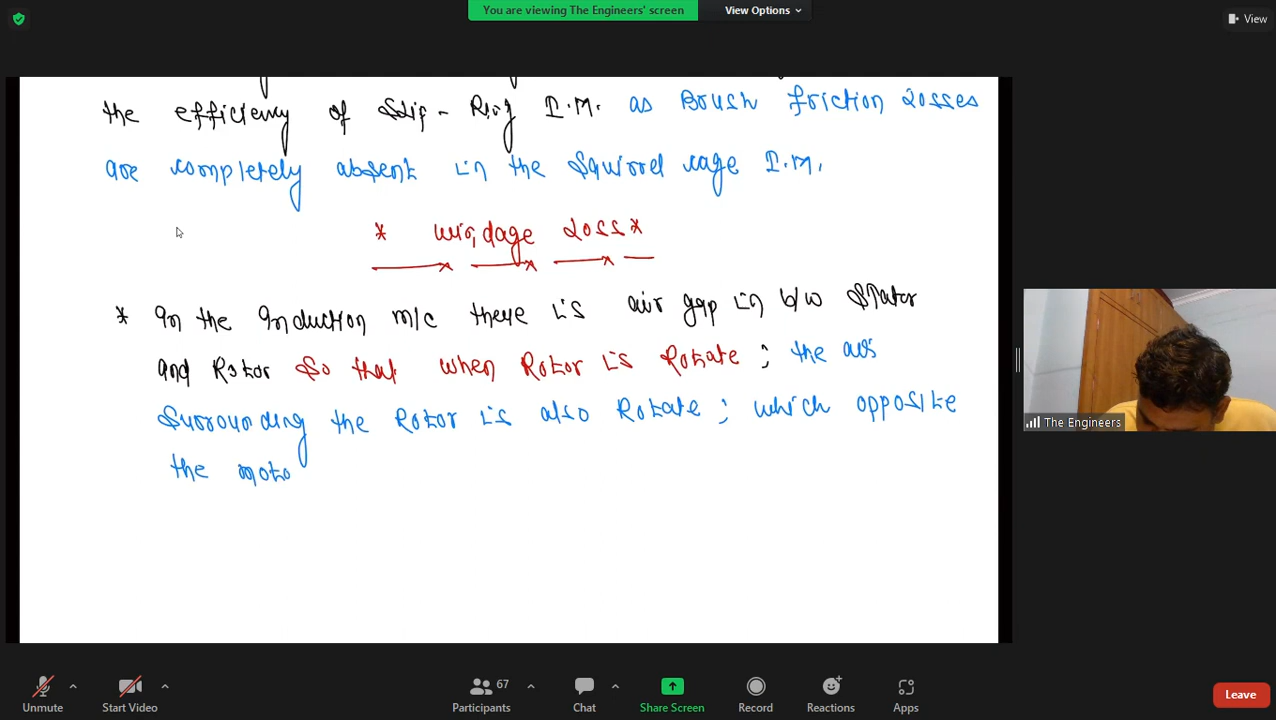 You are viewing The Engineers' screen
View Options
View
the efficiency of Slip - Ring I.M. as Brush friction Losses
are completely absent in the Squirrel cage I.M.
* windage Loss *
* In the Induction m/c there is air gap in b/w Stator
and Rotor So that when Rotor is Rotate ; the air
Surrounding the Rotor is also Rotate ; which opposite
the moto
The Engineers
67
Unmute
Start Video
Participants
Chat
Share Screen
Record
Reactions
Apps
Leave